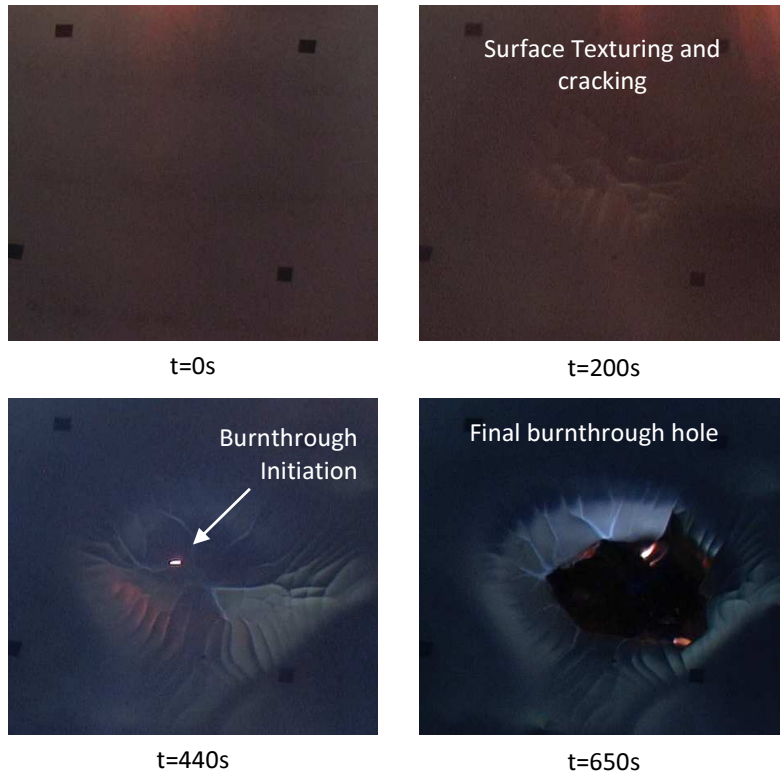 Surface Texturing and
cracking
t=0s
t=200s
Burnthrough
Initiation
Final burnthrough hole
t=440s
t=650s